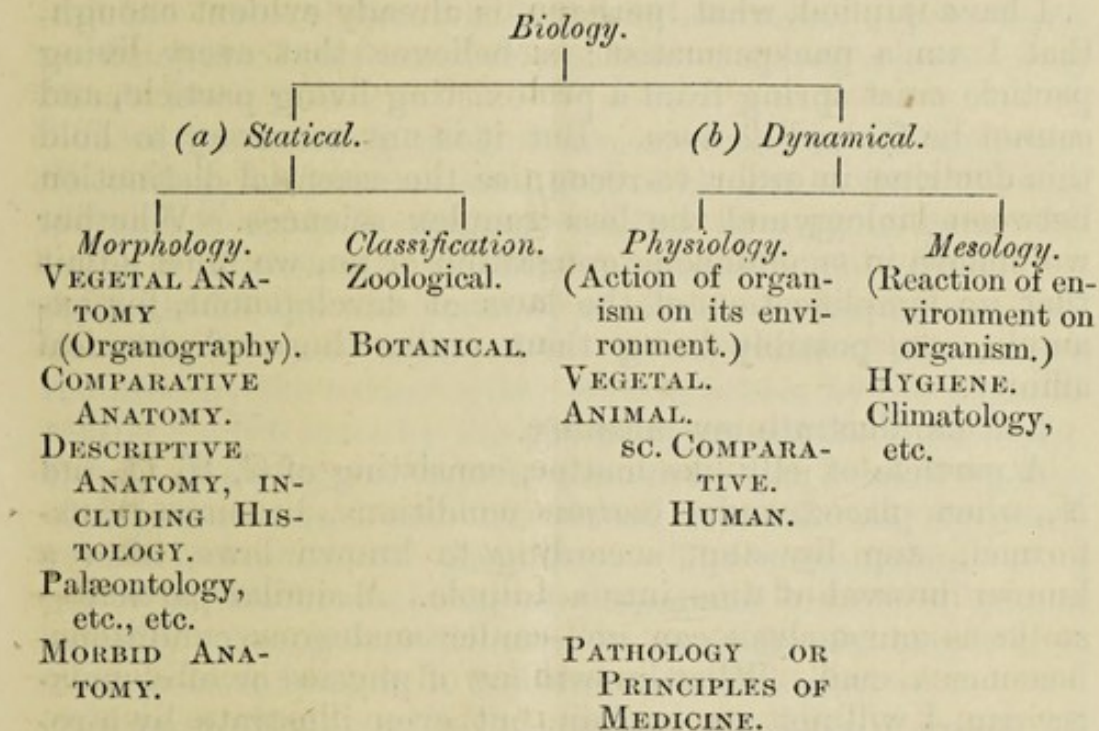 Biology.
(a) Statical.
(b) Dynamical.
Morphology.
VEGETAL ANA-
TOMY
(Organography).
COMPARATIVE
ANATOMY.
DESCRIPTIVE
ANATOMY, IN-
CLUDING HIS-
TOLOGY.
Palæontology,
etc., etc.
MORBID ANA-
TOMY.
Classification.
Zoological.
BOTANICAL.
Physiology.
(Action of organ-
ism on its envi-
ronment.)
VEGETAL.
ANIMAL.
SC. COMPARA-
TIVE.
HUMAN.
PATHOLOGY OR
PRINCIPLES OF
MEDICINE.
Mesology.
(Reaction of en-
vironment on
organism.)
HYGIENE.
Climatology,
etc.